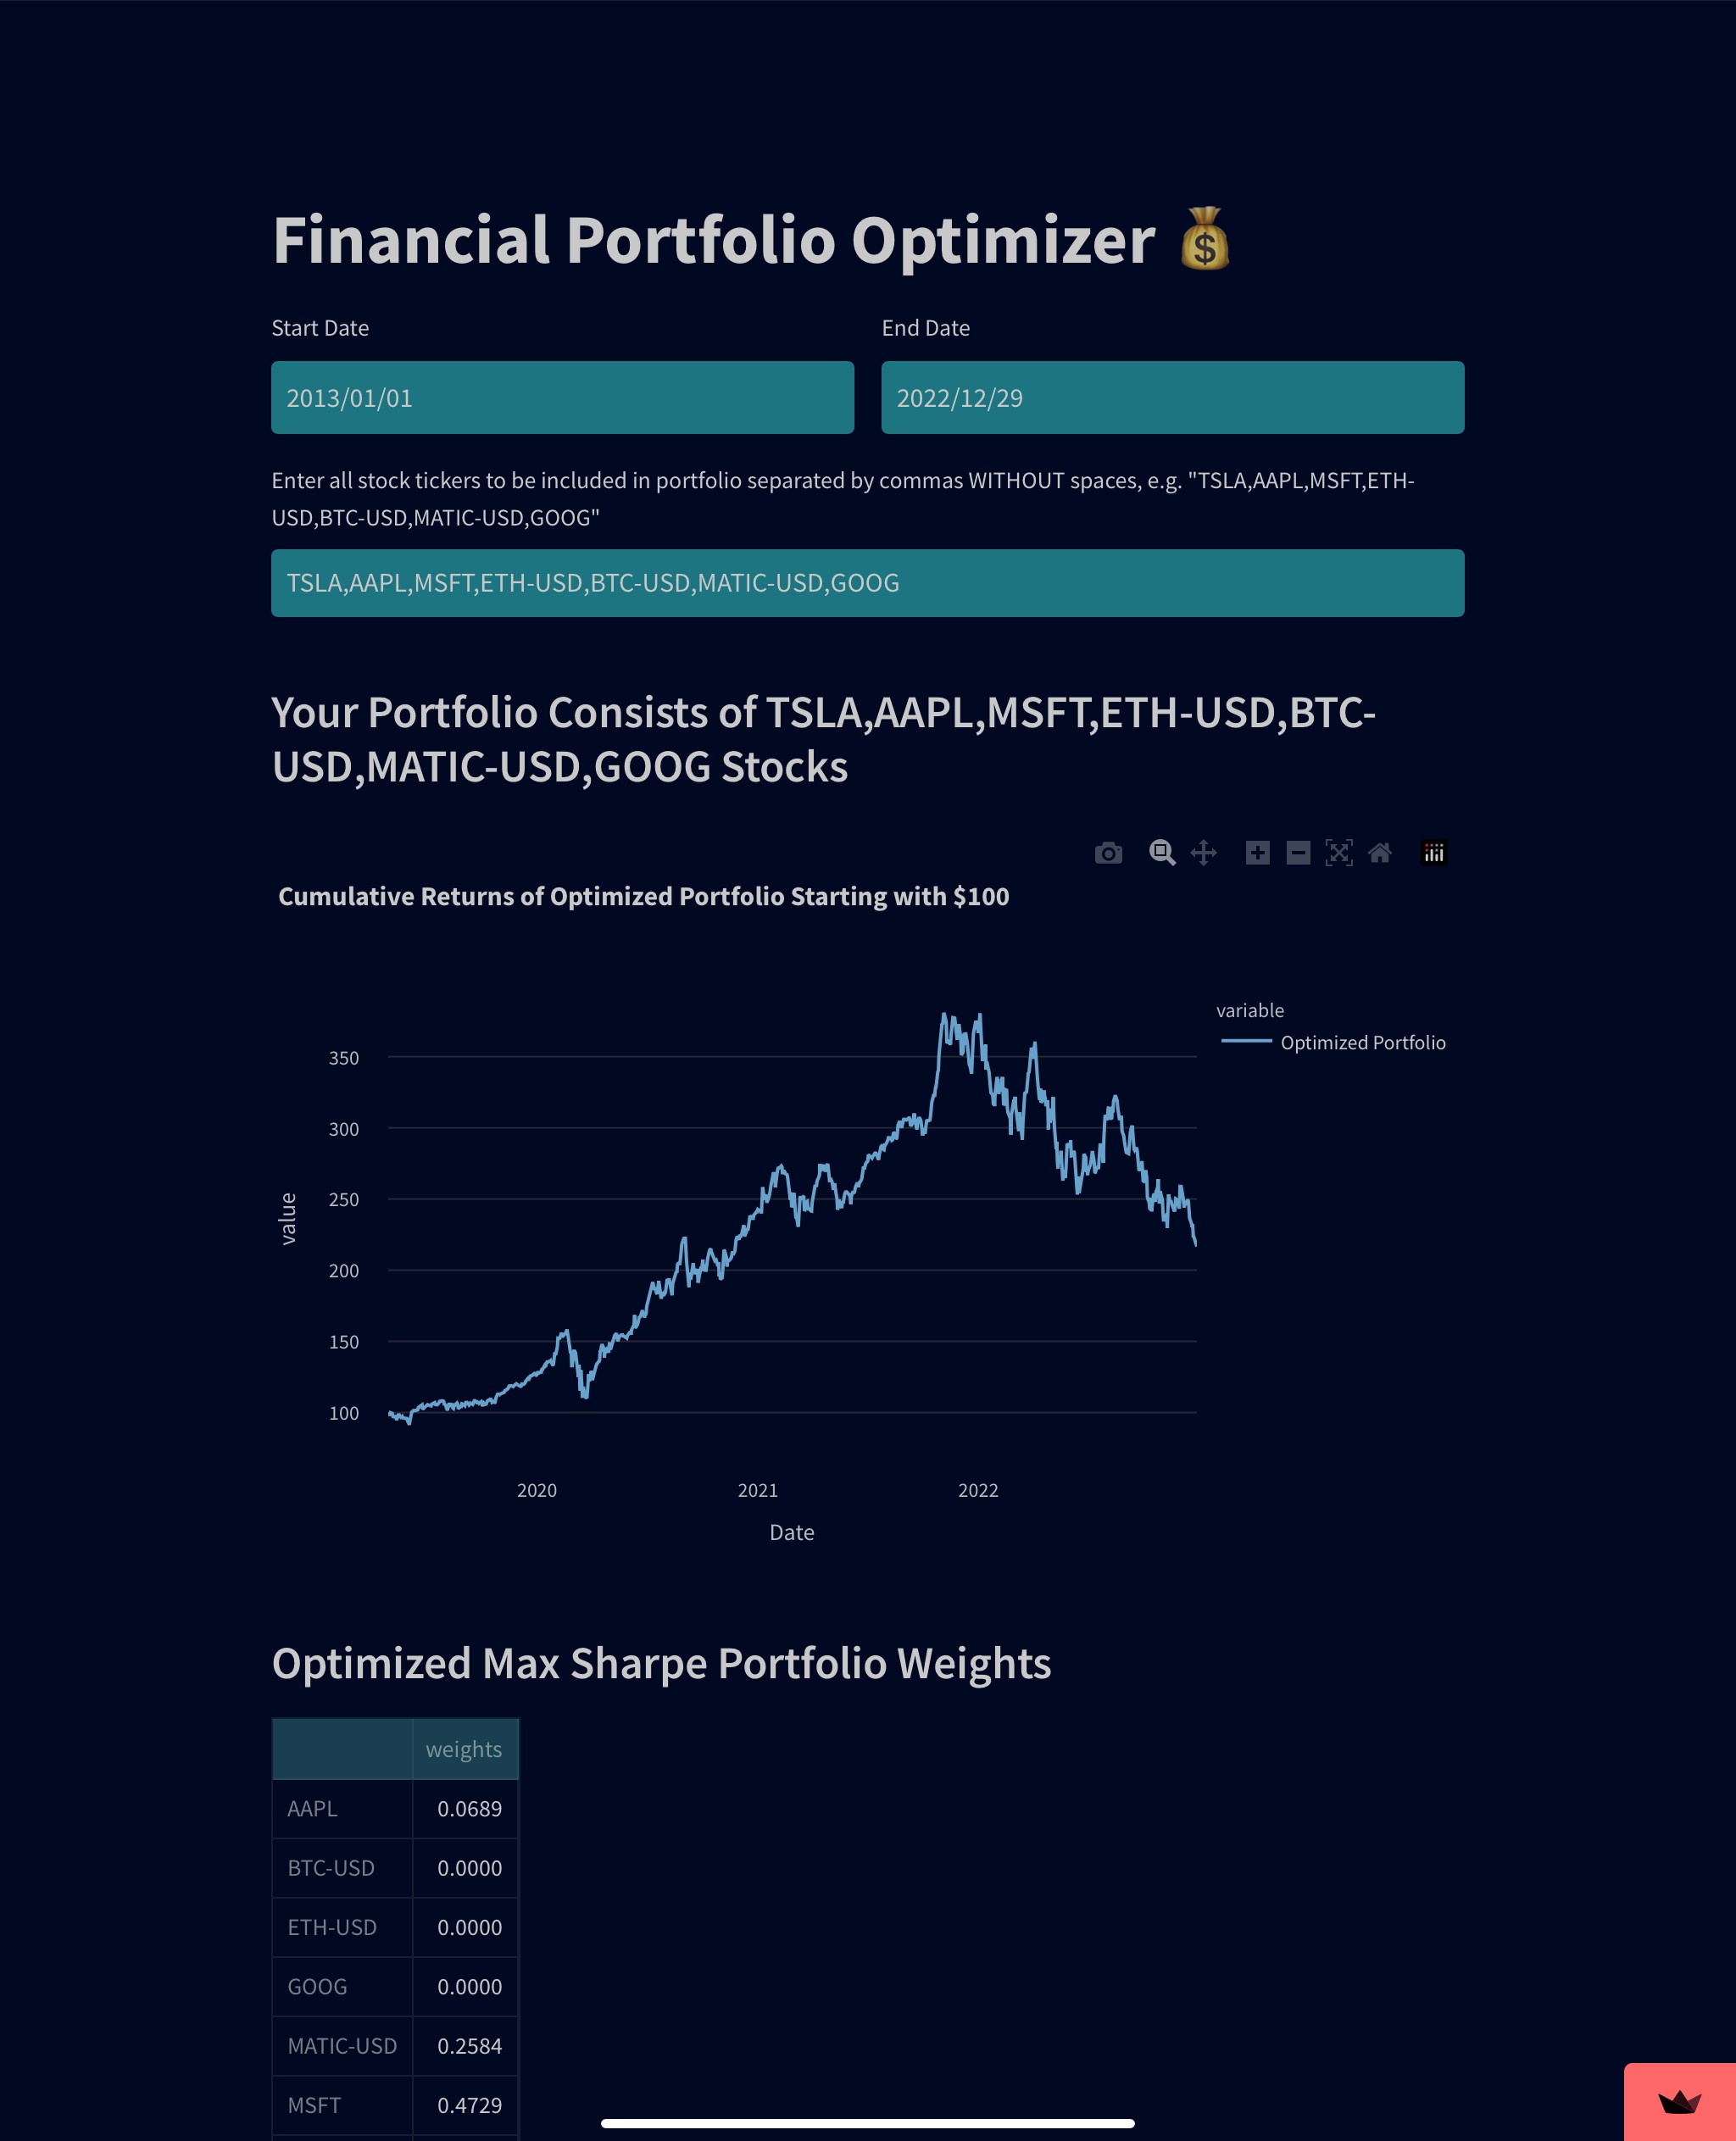 Financial Portfolio Optimizer 💰
Start Date
End Date
2013/01/01
2022/12/29
Enter all stock tickers to be included in portfolio separated by commas WITHOUT spaces, e.g. "TSLA,AAPL,MSFT,ETH-
USD,BTC-USD,MATIC-USD,GOOG"
TSLA,AAPL,MSFT,ETH-USD,BTC-USD,MATIC-USD,GOOG
Your Portfolio Consists of TSLA,AAPL,MSFT,ETH-USD,BTC-
USD,MATIC-USD,GOOG Stocks
Cumulative Returns of Optimized Portfolio Starting with $100
variable
Optimized Portfolio
350
300
250
200
150
100
value
2020
2021
2022
Date
Optimized Max Sharpe Portfolio Weights
weights
AAPL 0.0689
BTC-USD 0.0000
ETH-USD 0.0000
GOOG 0.0000
MATIC-USD 0.2584
MSFT 0.4729